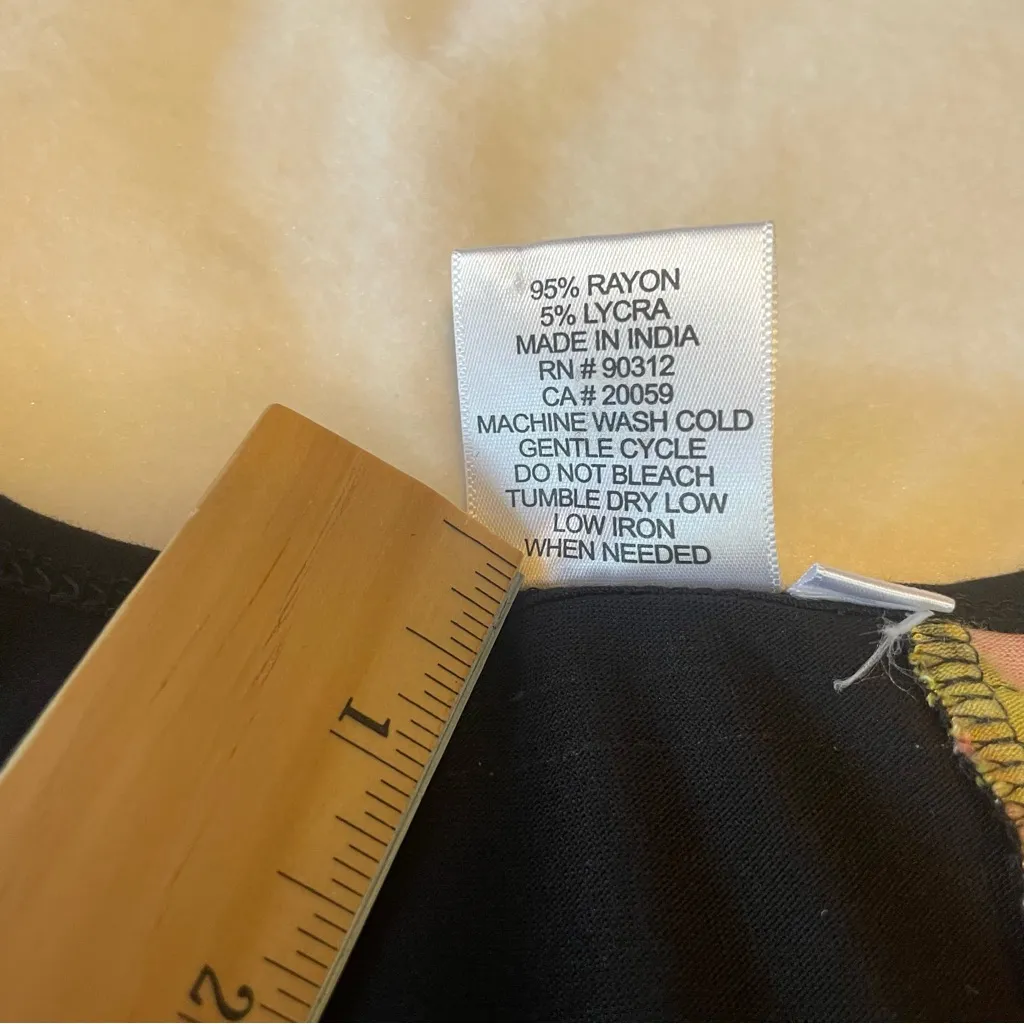 95% RAYON
5% LYCRA
MADE IN INDIA
RN # 90312
CA # 20059
MACHINE WASH COLD
GENTLE CYCLE
DO NOT BLEACH
TUMBLE DRY LOW
LOW IRON
WHEN NEEDED
1
2